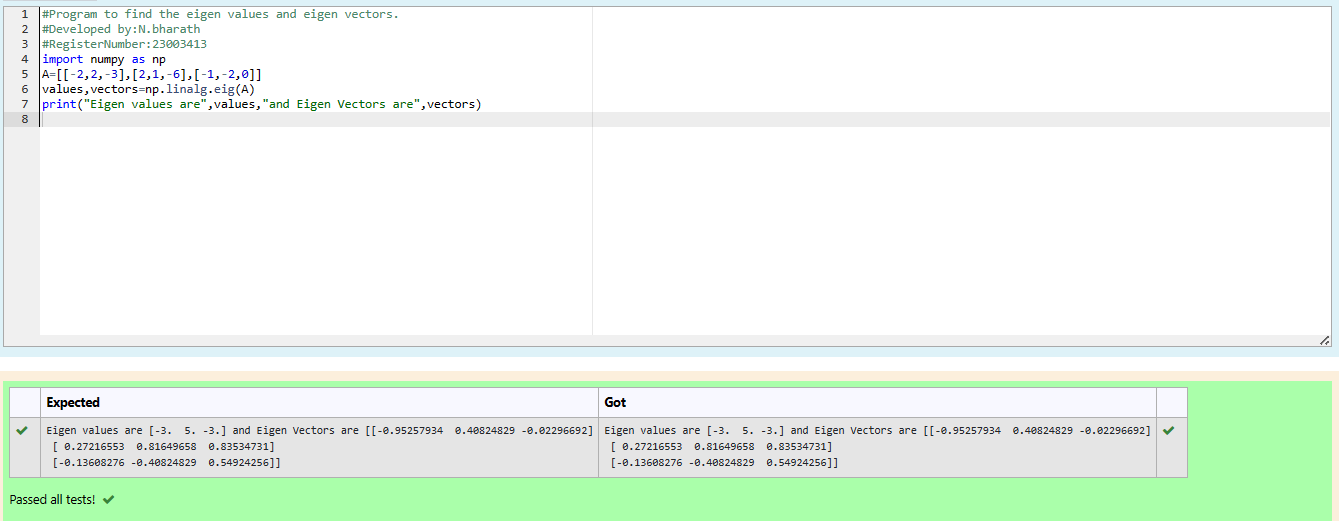 1 #Program to find the eigen values and eigen vectors.
2 #Developed by:N.bharath
3 #RegisterNumber:23003413
4 import numpy as np
5 A=[[-2,2,-3],[2,1,-6],[-1,-2,0]]
6 values,vectors=np.linalg.eig(A)
7 print("Eigen values are",values,"and Eigen Vectors are",vectors)
8
Expected Got
Eigen values are [-3.  5. -3.] and Eigen Vectors are [[-0.95257934  0.40824829 -0.02296692] Eigen values are [-3.  5. -3.] and Eigen Vectors are [[-0.95257934  0.40824829 -0.02296692]
[ 0.27216553  0.81649658  0.83534731] [ 0.27216553  0.81649658  0.83534731]
[-0.13608276 -0.40824829  0.54924256]] [-0.13608276 -0.40824829  0.54924256]]
Passed all tests!